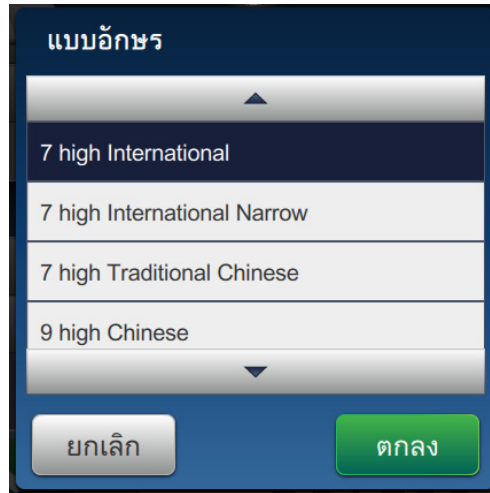 แบบอักษร
7 high International
7 high International Narrow
7 high Traditional Chinese
9 high Chinese
ยกเลิก
ตกลง